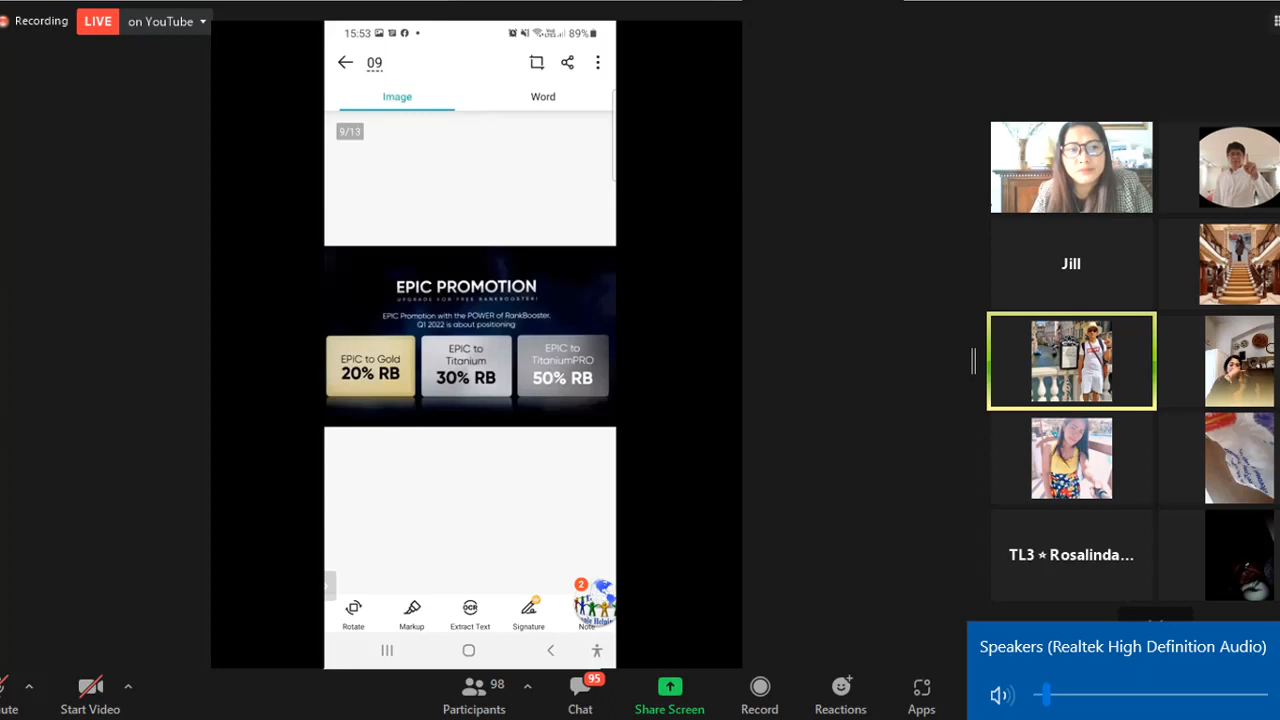 Recording
LIVE
on YouTube
15:53
89%
09
Image
Word
9/13
EPIC PROMOTION
UPGRADE FOR FREE RANKBOOSTER!
EPIC Promotion with the POWER of RankBooster.
Q1 2022 is about positioning
EPIC to Gold
20% RB
EPIC to
Titanium
30% RB
EPIC to
TitaniumPRO
50% RB
2
Rotate
Markup
OCR
Extract Text
Signature
Note
Jill
TL3 ⭑ Rosalinda...
Speakers (Realtek High Definition Audio)
Start Video
98
Participants
95
Chat
Share Screen
Record
Reactions
Apps